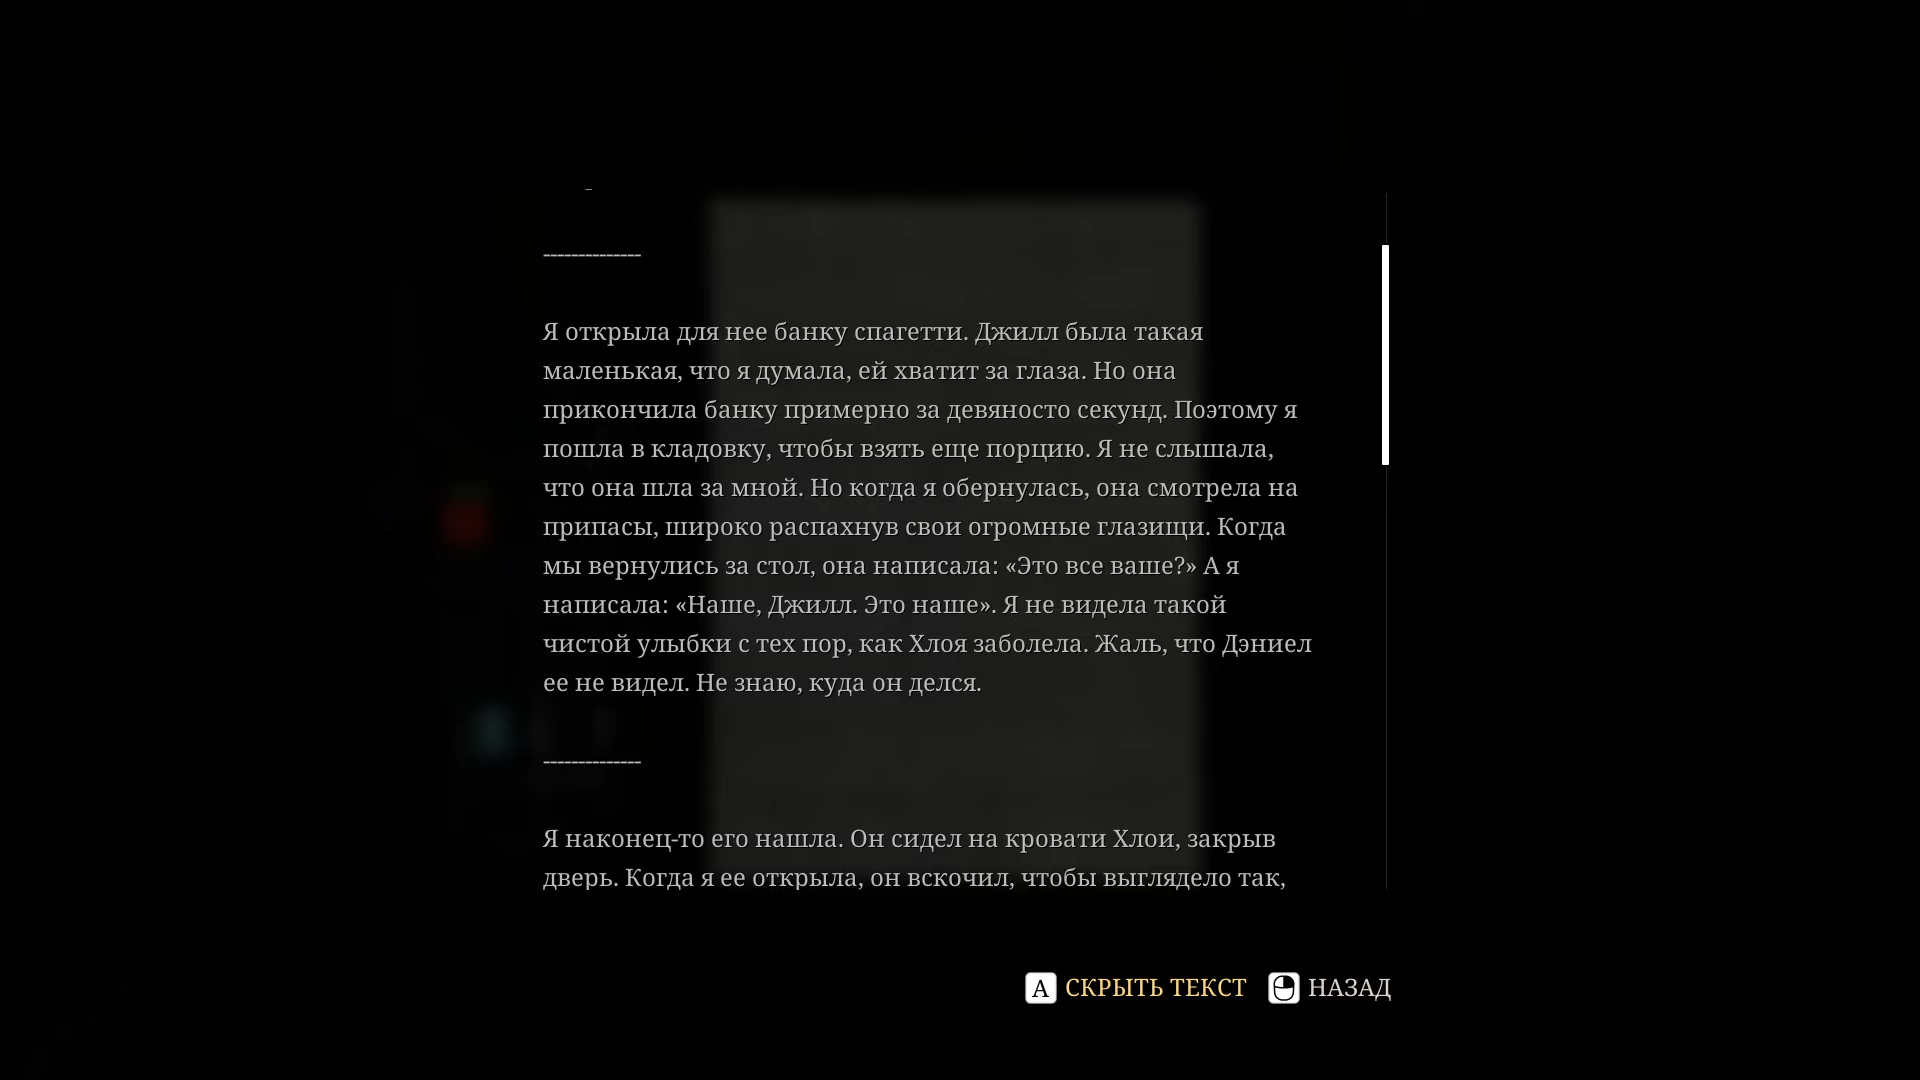 --------------
Я открыла для нее банку спагетти. Джилл была такая
маленькая, что я думала, ей хватит за глаза. Но она
прикончила банку примерно за девяносто секунд. Поэтому я
пошла в кладовку, чтобы взять еще порцию. Я не слышала,
что она шла за мной. Но когда я обернулась, она смотрела на
припасы, широко распахнув свои огромные глазищи. Когда
мы вернулись за стол, она написала: «Это все ваше?» А я
написала: «Наше, Джилл. Это наше». Я не видела такой
чистой улыбки с тех пор, как Хлоя заболела. Жаль, что Дэниел
ее не видел. Не знаю, куда он делся.
--------------
Я наконец-то его нашла. Он сидел на кровати Хлои, закрыв
дверь. Когда я ее открыла, он вскочил, чтобы выглядело так,
A СКРЫТЬ ТЕКСТ НАЗАД